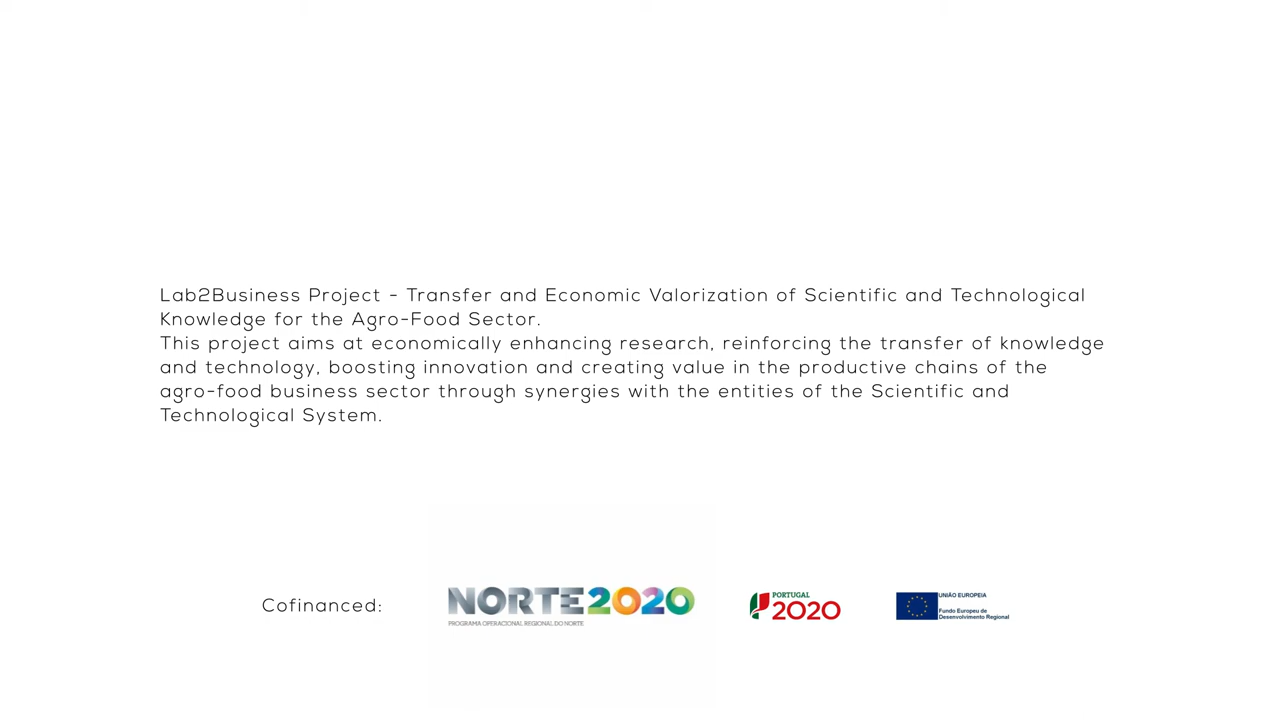 Lab2Business Project - Transfer and Economic Valorization of Scientific and Technological
Knowledge for the Agro-Food Sector.
This project aims at economically enhancing research, reinforcing the transfer of knowledge
and technology, boosting innovation and creating value in the productive chains of the
agro-food business sector through synergies with the entities of the Scientific and
Technological System.
Cofinanced:
NORTE2020
PROGRAMA OPERACIONAL REGIONAL DO NORTE
PORTUGAL
2020
UNIÃO EUROPEIA
Fundo Europeu de
Desenvolvimento Regional